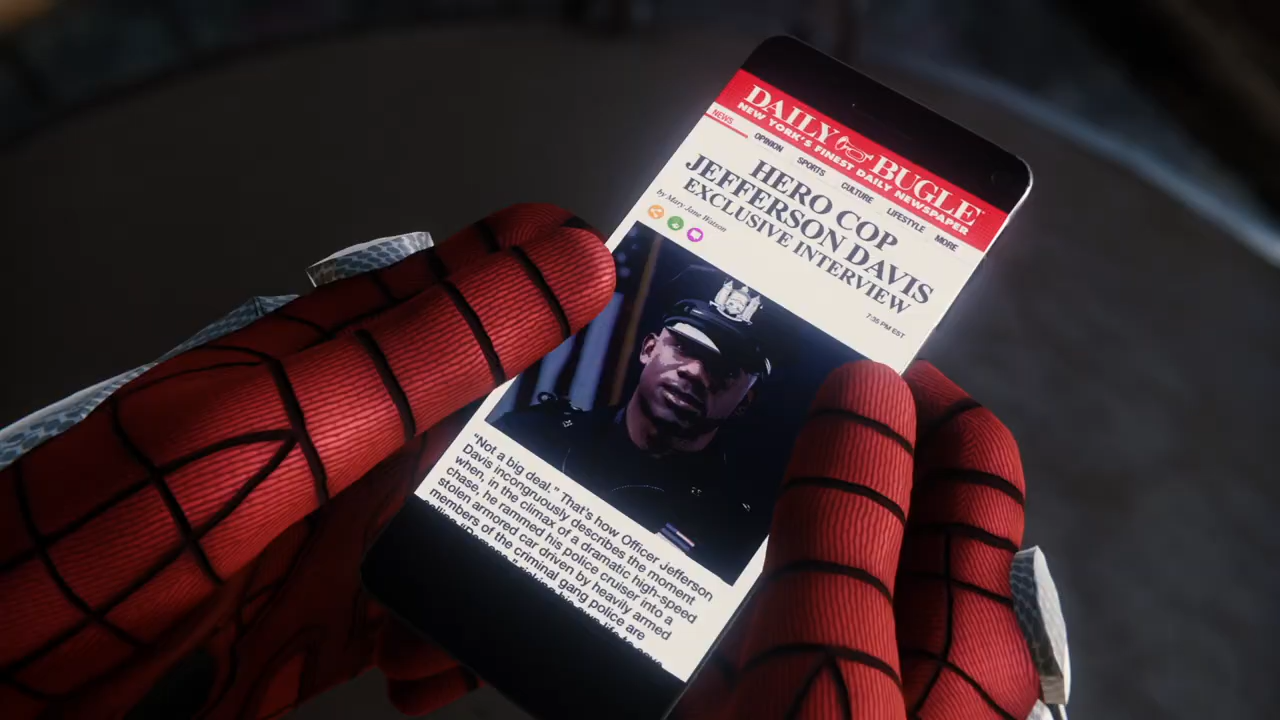 DAILY BUGLE
NEW YORK'S FINEST DAILY NEWSPAPER
NEWS OPINION SPORTS CULTURE LIFESTYLE MORE
HERO COP
JEFFERSON DAVIS
EXCLUSIVE INTERVIEW
by Mary Jane Watson
7:36 PM EST
"Not a big deal." That's how Officer Jefferson
Davis incongruously describes the moment
when, in the climax of a dramatic high-speed
chase, he rammed his police cruiser into a
stolen armored car driven by heavily armed
members of the criminal gang police are